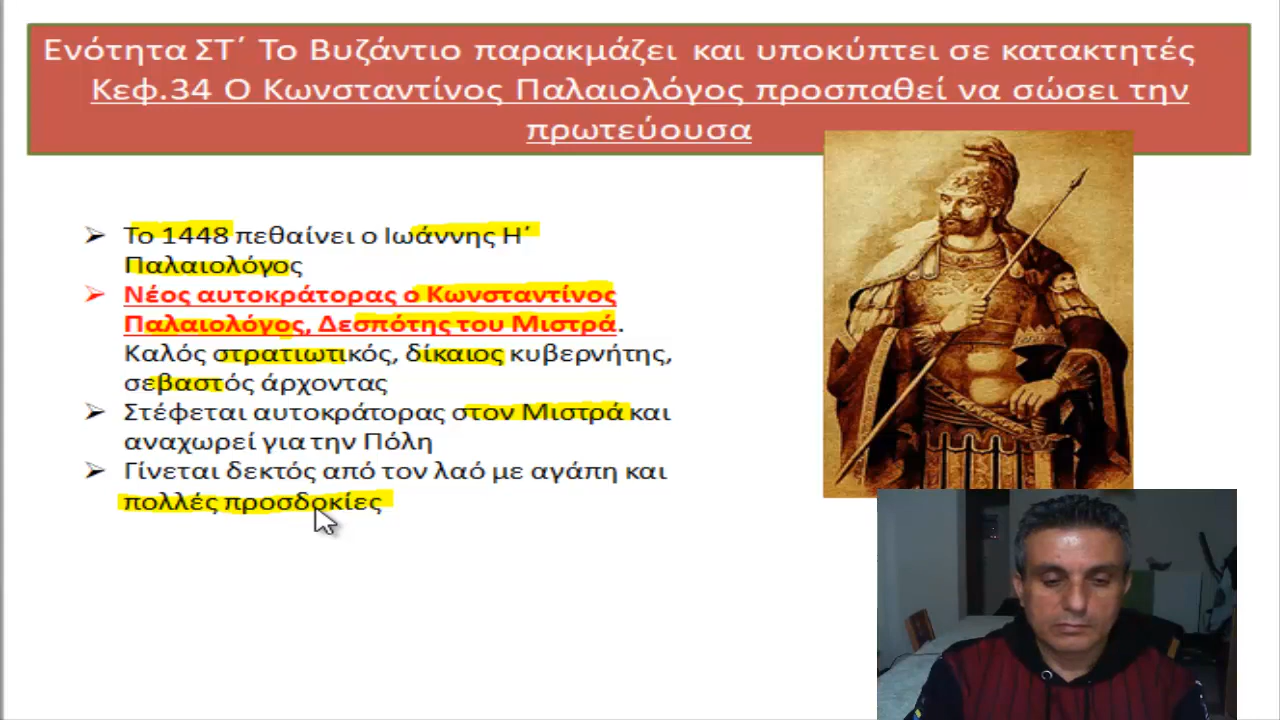 Ενότητα ΣΤ΄ Το Βυζάντιο παρακμάζει και υποκύπτει σε κατακτητές
Κεφ.34 Ο Κωνσταντίνος Παλαιολόγος προσπαθεί να σώσει την
πρωτεύουσα
Το 1448 πεθαίνει ο Ιωάννης Η΄
Παλαιολόγος
Νέος αυτοκράτορας ο Κωνσταντίνος
Παλαιολόγος, Δεσπότης του Μιστρά.
Καλός στρατιωτικός, δίκαιος κυβερνήτης,
σεβαστός άρχοντας
Στέφεται αυτοκράτορας στον Μιστρά και
αναχωρεί για την Πόλη
Γίνεται δεκτός από τον λαό με αγάπη και
πολλές προσδοκίες